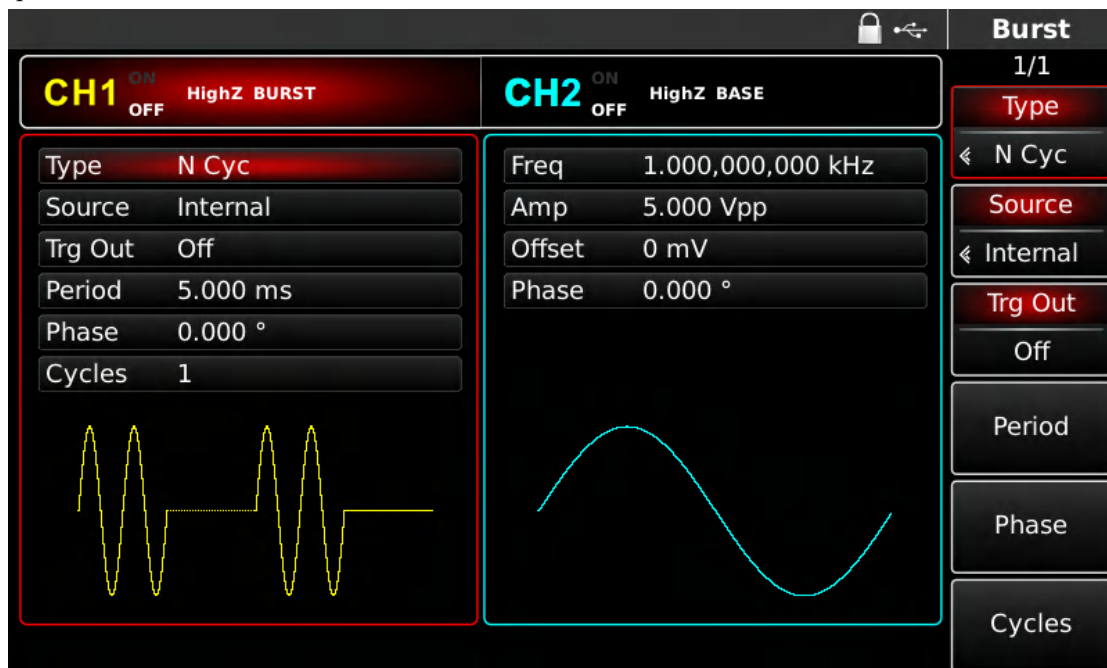 Burst
1/1
CH1 ON OFF HighZ BURST
CH2 ON OFF HighZ BASE
Type N Cyc
Source Internal
Trg Out Off
Period 5.000 ms
Phase 0.000 °
Cycles 1
Freq 1.000,000,000 kHz
Amp 5.000 Vpp
Offset 0 mV
Phase 0.000 °
Type
N Cyc
Source
Internal
Trg Out
Off
Period
Phase
Cycles